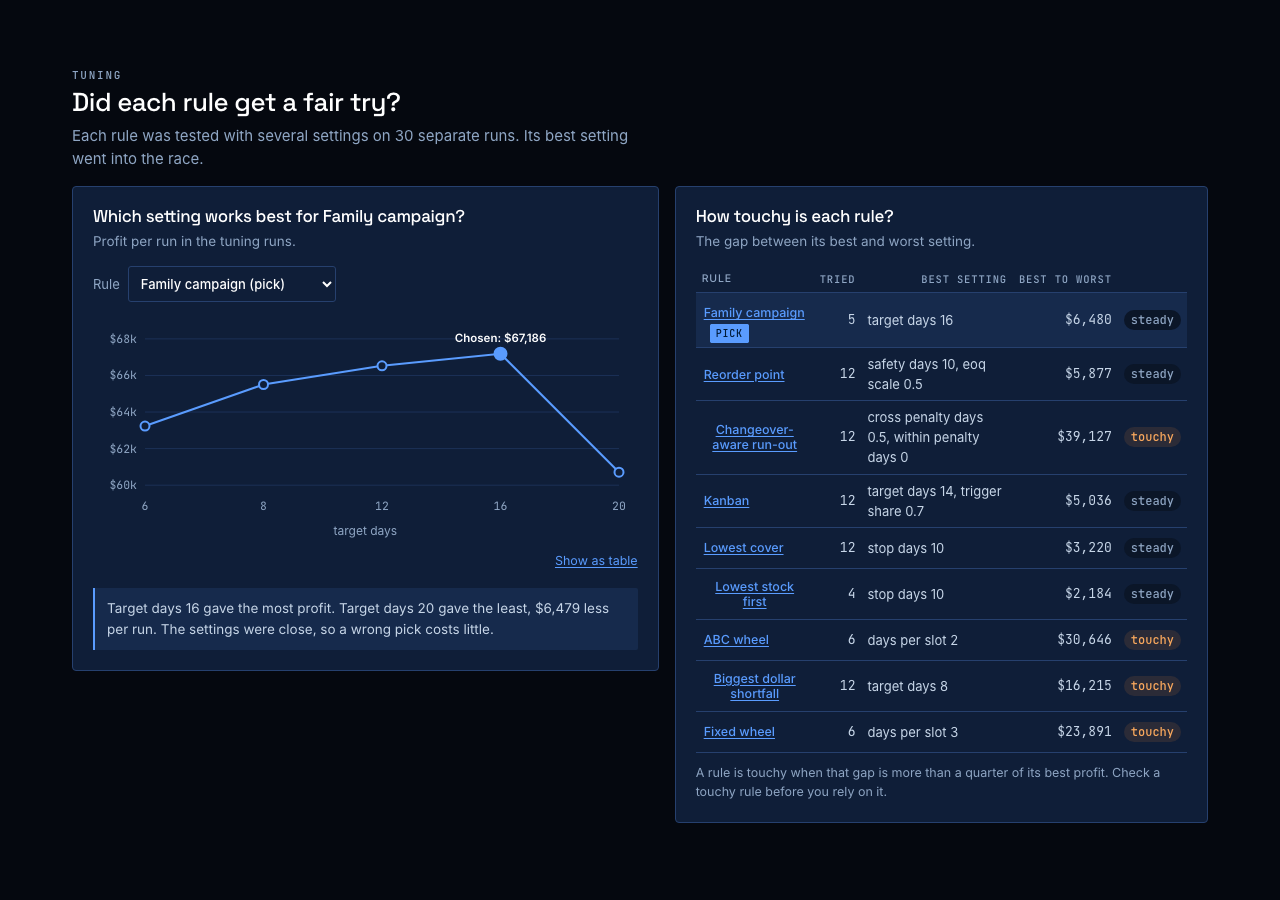 TUNING
Did each rule get a fair try?
Each rule was tested with several settings on 30 separate runs. Its best setting
went into the race.
Which setting works best for Family campaign?
Profit per run in the tuning runs.
Rule Family campaign (pick)
Chosen: $67,186
$68k
$66k
$64k
$62k
$60k
6 8 12 16 20
target days
Show as table
Target days 16 gave the most profit. Target days 20 gave the least, $6,479 less
per run. The settings were close, so a wrong pick costs little.
How touchy is each rule?
The gap between its best and worst setting.
RULE TRIED BEST SETTING BEST TO WORST
Family campaign
PICK
5 target days 16 $6,480 steady
Reorder point 12 safety days 10, eoq
scale 0.5
$5,877 steady
Changeover-
aware run-out
12 cross penalty days
0.5, within penalty
days 0
$39,127 touchy
Kanban 12 target days 14, trigger
share 0.7
$5,036 steady
Lowest cover 12 stop days 10 $3,220 steady
Lowest stock
first
4 stop days 10 $2,184 steady
ABC wheel 6 days per slot 2 $30,646 touchy
Biggest dollar
shortfall
12 target days 8 $16,215 touchy
Fixed wheel 6 days per slot 3 $23,891 touchy
A rule is touchy when that gap is more than a quarter of its best profit. Check a
touchy rule before you rely on it.